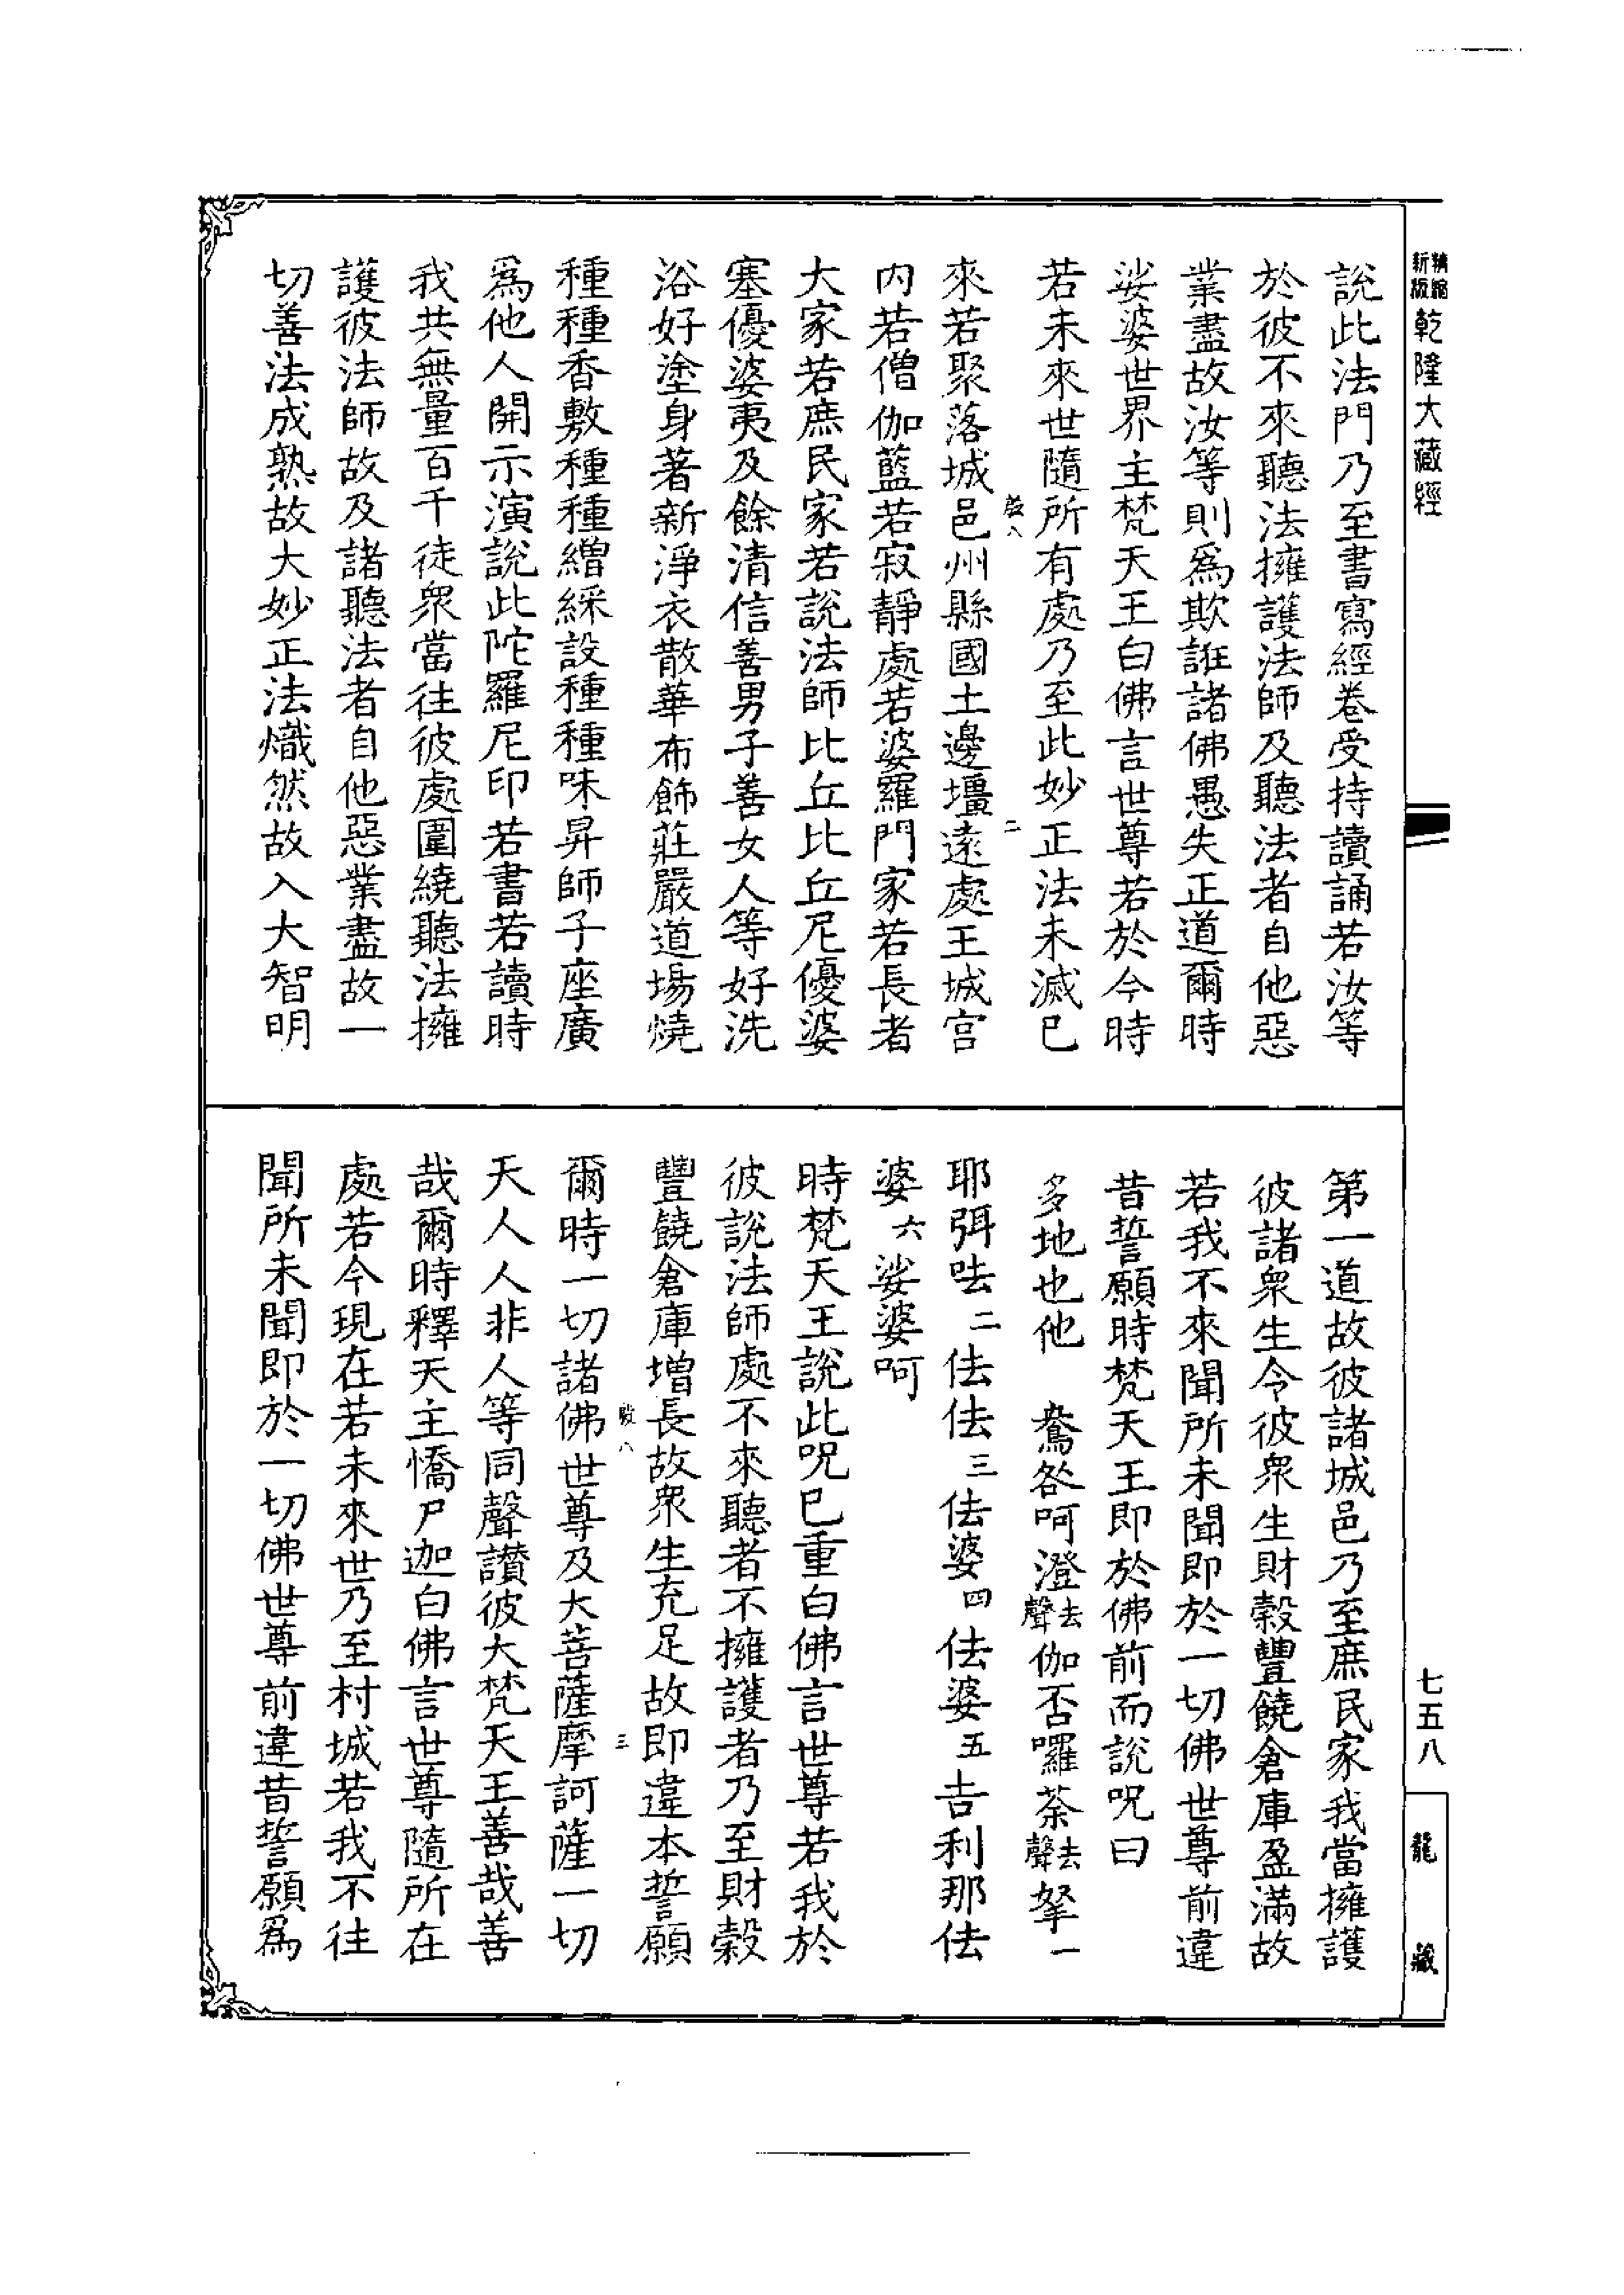 精縮新版乾隆大藏經
說此法門乃至書寫經卷受持讀誦若汝等
於彼不來聽法擁護法師及聽法者自他惡
業盡故汝等則爲欺誑諸佛愚失正道爾時
娑婆世界主梵天王白佛言世尊若於今時
若未來世隨所有處乃至此妙正法未滅已
來若聚落城邑州縣國土邊壃遠處王城宮
內若僧伽藍若寂靜處若婆羅門家若長者
大家若庶民家若說法師比丘比丘尼優婆
塞優婆夷及餘清信善男子善女人等好洗
浴好塗身著新淨衣散華布飾莊嚴道場燒
種種香敷種種繒綵設種種味昇師子座廣
爲他人開示演說此陀羅尼印若書若讀時
我共無量百千徒衆當往彼處圍繞聽法擁
護彼法師故及諸聽法者自他惡業盡故一
切善法成熟故大妙正法熾然故入大智明
第一道故彼諸城邑乃至庶民家我當擁護
彼諸衆生令彼衆生財穀豐饒倉庫盈滿故
若我不來聞所未聞即於一切佛世尊前違
昔誓願時梵天王即於佛前而說呪曰
多地也他 鴦咎呵澄去聲伽否囉荼去聲拏一
耶弭呿二佉佉三佉婆四佉婆五吉利那佉
婆六娑婆呵
時梵天王說此呪已重白佛言世尊若我於
彼說法師處不來聽者不擁護者乃至財穀
豐饒倉庫增長故衆生充足故即違本誓願
爾時一切諸佛世尊及大菩薩摩訶薩一切
天人人非人等同聲讚彼大梵天王善哉善
哉爾時釋天主憍尸迦白佛言世尊隨所在
處若今現在若未來世乃至村城若我不往
聞所未聞即於一切佛世尊前違昔誓願爲
七五八
龍藏